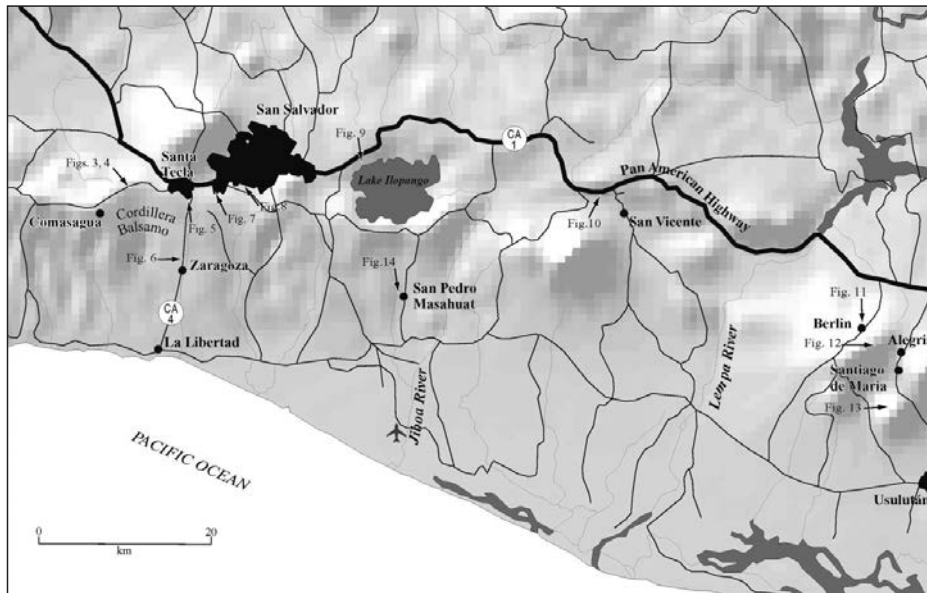 San Salvador
CA
1
Fig. 9
Santa
Tecla
Figs. 3, 4
Lake Ilopango
Pan American Highway
Fig. 8
Fig. 7
Comasagua
Cordillera
Balsamo
Fig. 5
Fig. 10
San Vicente
Fig. 6
Zaragoza
Fig.14
San Pedro
Masahuat
Fig. 11
CA
4
Berlin
Fig. 12
Alegria
La Libertad
Lempa River
Santiago
de Maria
Jiboa River
Fig. 13
PACIFIC OCEAN
Usulután
0
20
km